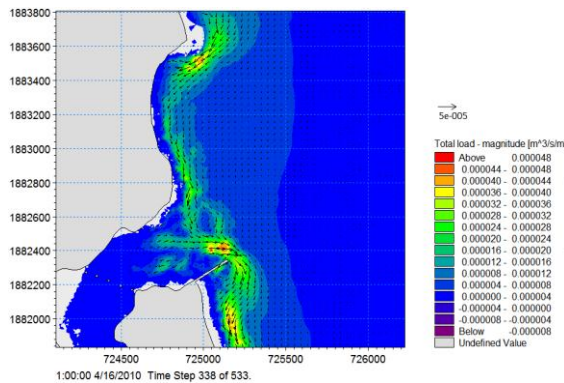 1883800
1883600
1883400
1883200
1883000
1882800
1882600
1882400
1882200
1882000
724500 725000 725500 726000
1:00:00 4/16/2010 Time Step 338 of 533.
5e-005
Total load - magnitude [m^3/s/m
Above 0.000048
0.000044 - 0.000048
0.000040 - 0.000044
0.000036 - 0.000040
0.000032 - 0.000036
0.000028 - 0.000032
0.000024 - 0.000028
0.000020 - 0.000024
0.000016 - 0.000020
0.000012 - 0.000016
0.000008 - 0.000012
0.000004 - 0.000008
0.000000 - 0.000004
-0.000004 - 0.000000
-0.000008 - -0.000004
Below -0.000008
Undefined Value